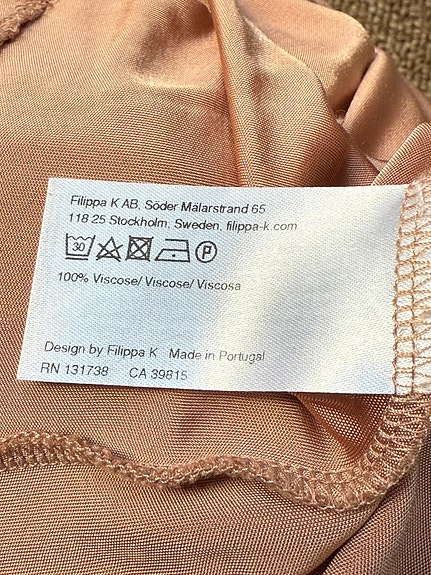 Filippa K AB, Söder Mälarstrand 65
118 25 Stockholm, Sweden, filippa-k.com
30 P
100% Viscose/ Viscose/ Viscosa
Design by Filippa K Made in Portugal
RN 131738 CA 39815